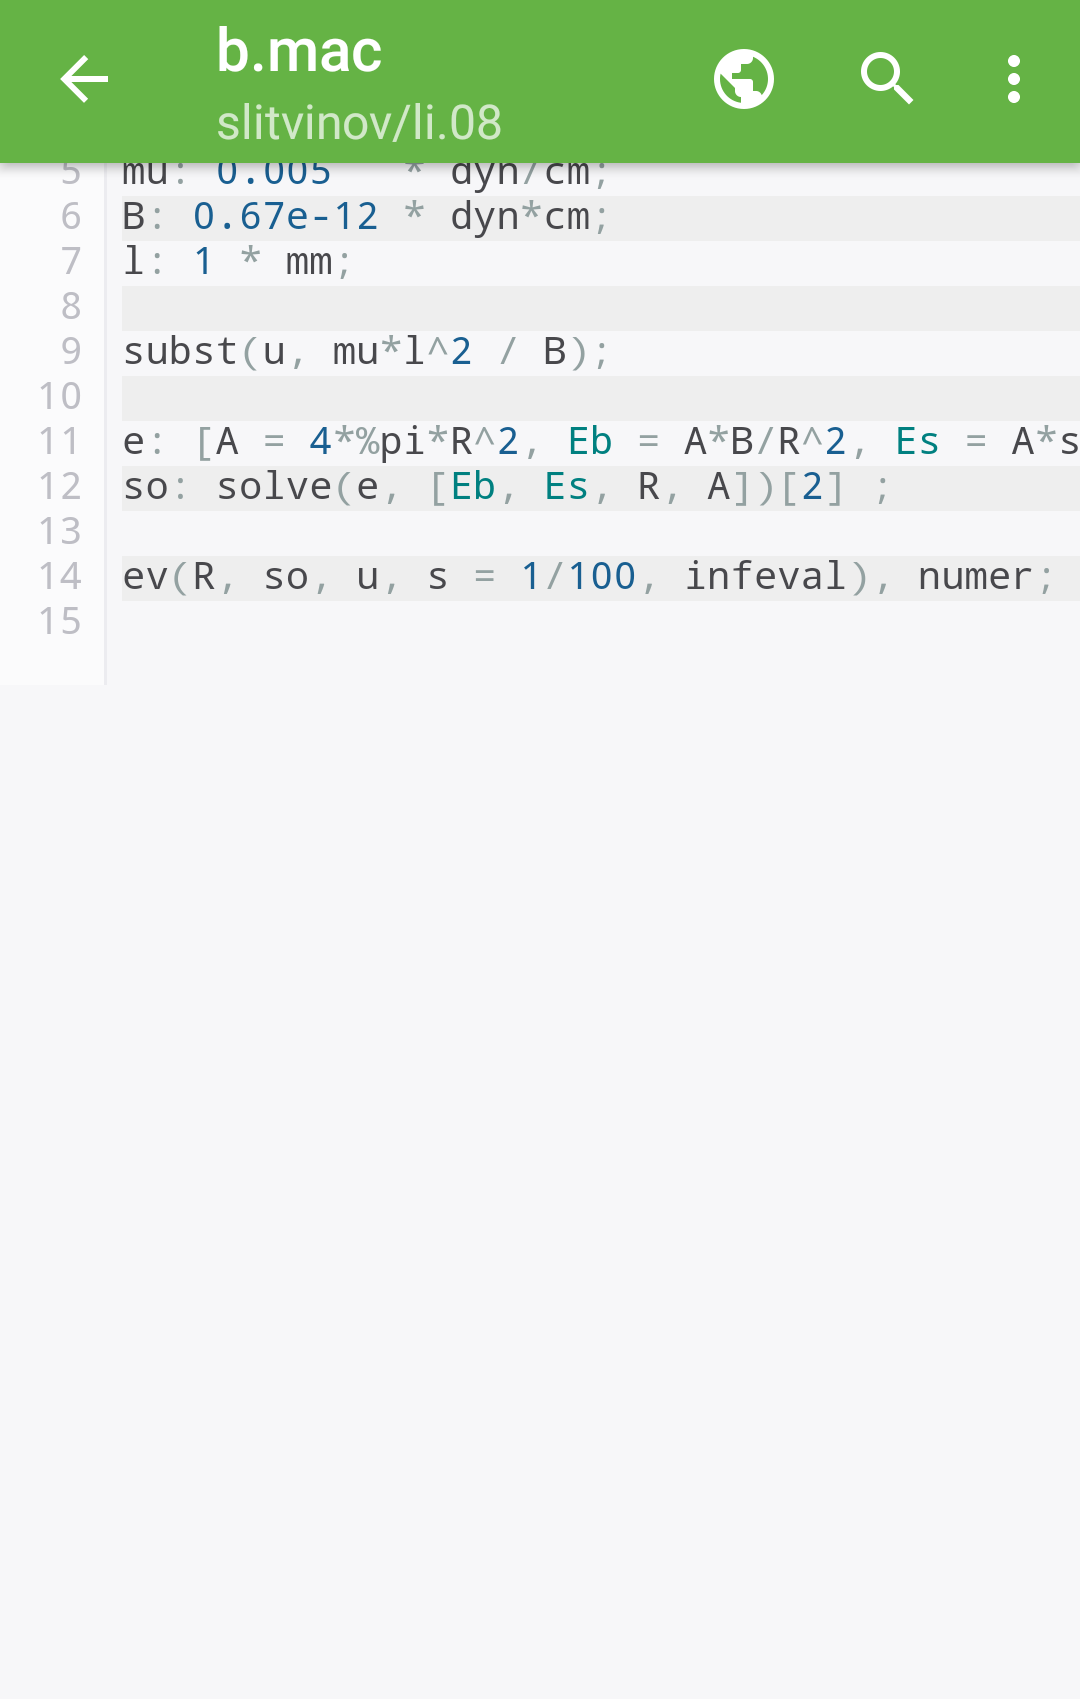 b.mac
slitvinov/li.08
5 mu: 0.005 * dyn/cm;
6 B: 0.67e-12 * dyn*cm;
7 l: 1 * mm;
8
9 subst(u, mu*l^2 / B);
10
11 e: [A = 4*%pi*R^2, Eb = A*B/R^2, Es = A*s
12 so: solve(e, [Eb, Es, R, A])[2] ;
13
14 ev(R, so, u, s = 1/100, infeval), numer;
15